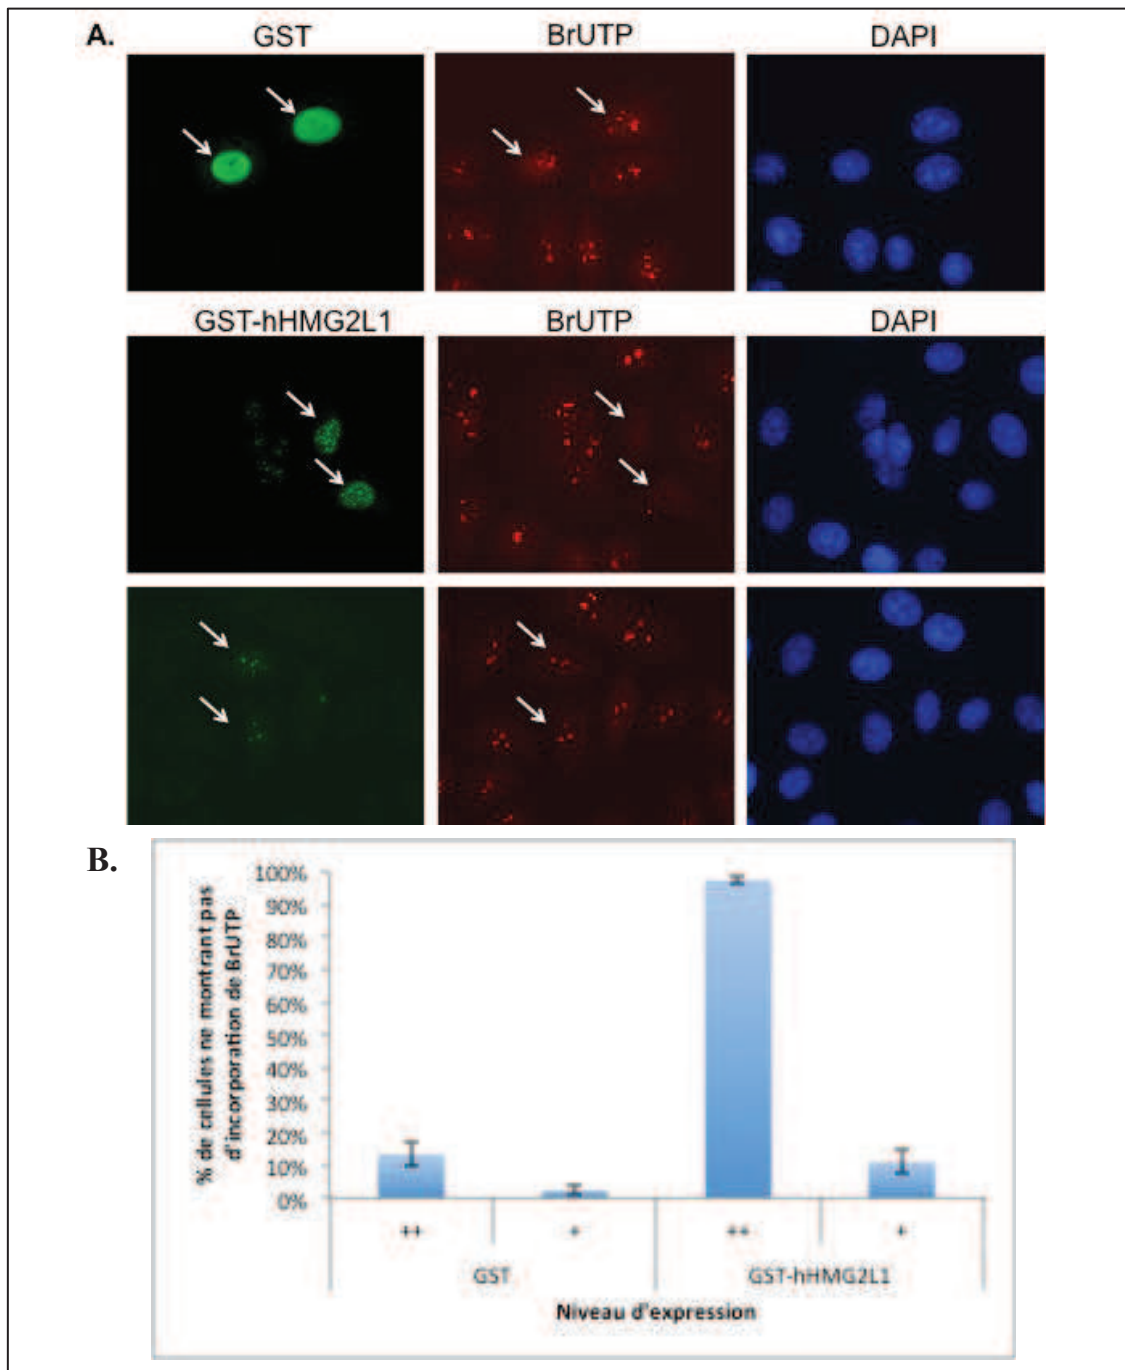 A.
GST BrUTP DAPI
GST-hHMG2L1 BrUTP DAPI
B.
% de cellules ne montrant pas
d'incorporation de BrUTP
100%
90%
80%
70%
60%
50%
40%
30%
20%
10%
0%
++ + ++ +
GST GST-hHMG2L1
Niveau d'expression